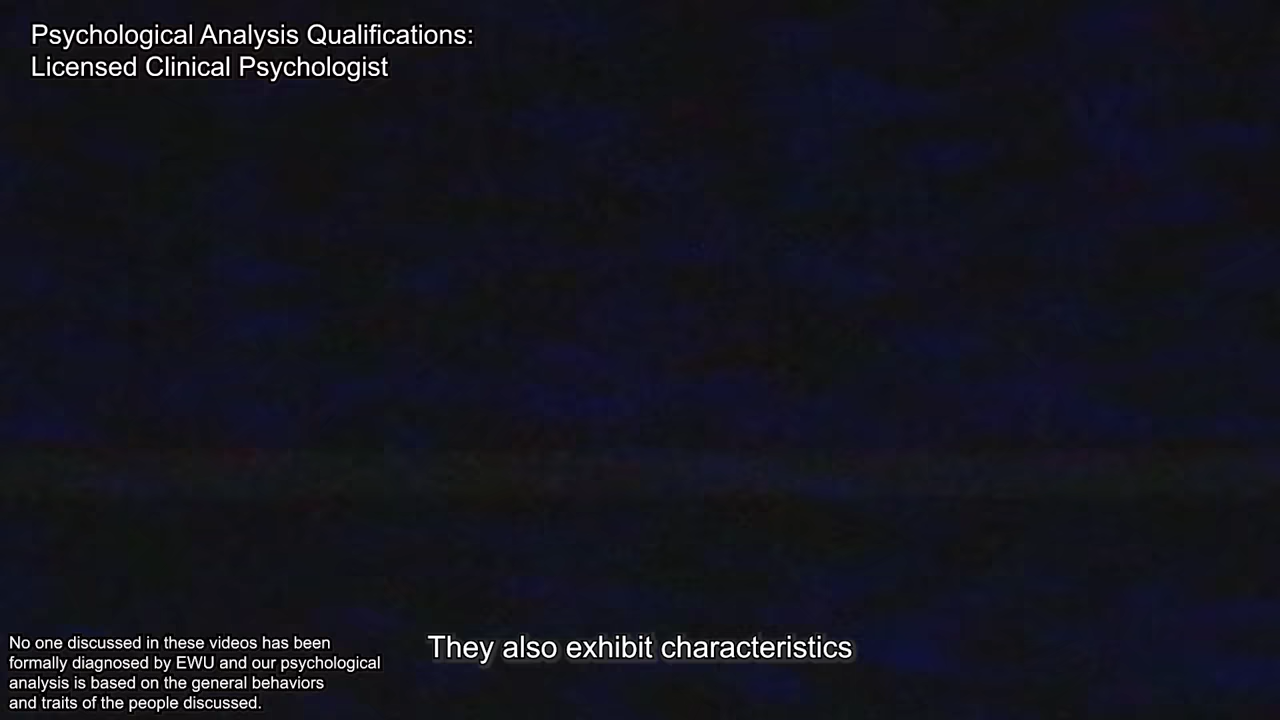 Psychological Analysis Qualifications:
Licensed Clinical Psychologist
No one discussed in these videos has been
formally diagnosed by EWU and our psychological
analysis is based on the general behaviors
and traits of the people discussed.
They also exhibit characteristics